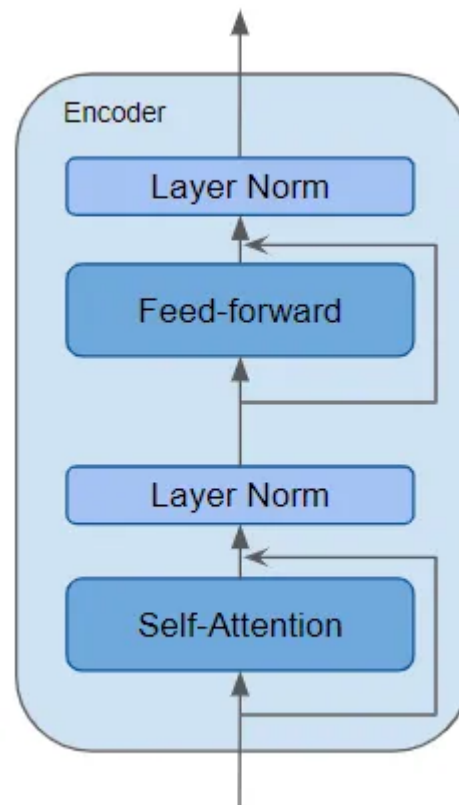 Encoder
Layer Norm
Feed-forward
Layer Norm
Self-Attention